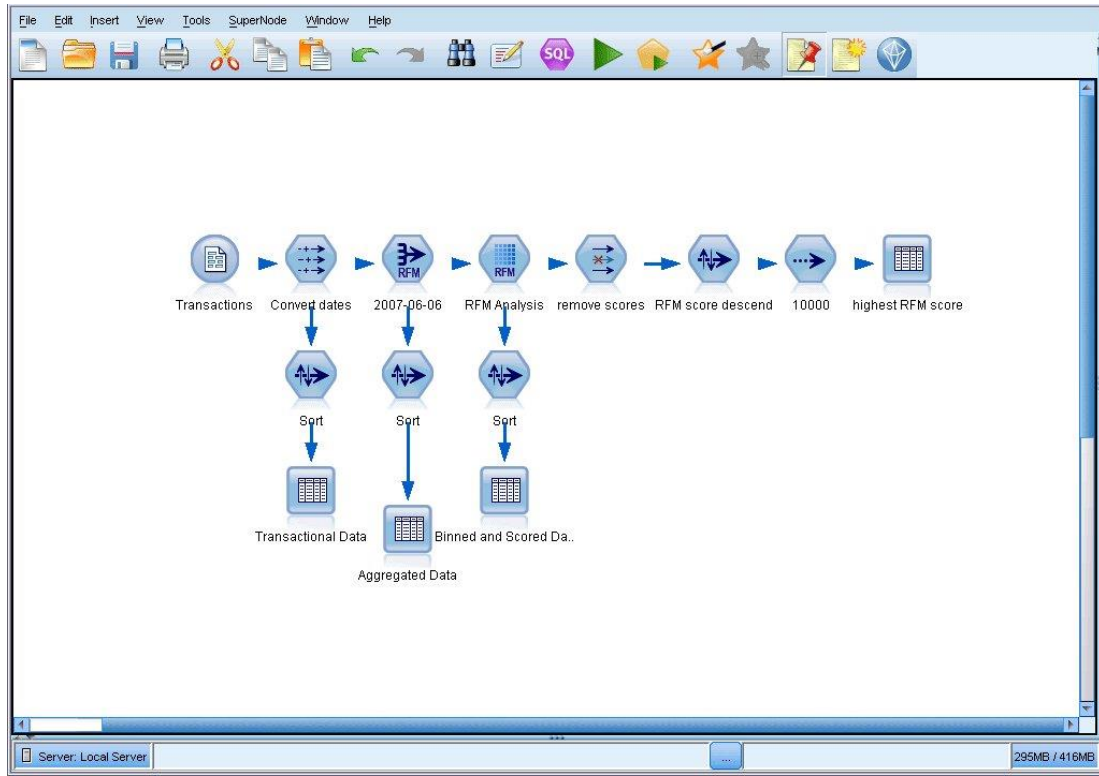 File Edit Insert View Tools SuperNode Window Help
SQL
Transactions Convert dates 2007-06-06 RFM Analysis remove scores RFM score descend 10000 highest RFM score
RFM RFM
Sort Sort Sort
Transactional Data
Binned and Scored Da..
Aggregated Data
Server: Local Server ... 295MB / 416MB